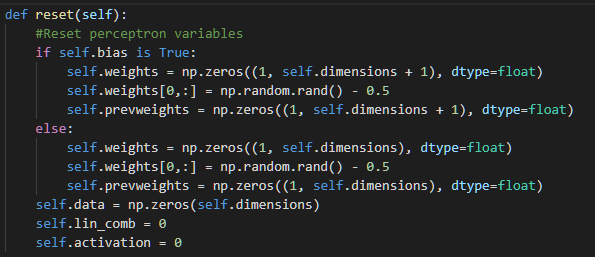 def reset(self):
    #Reset perceptron variables
    if self.bias is True:
        self.weights = np.zeros((1, self.dimensions + 1), dtype=float)
        self.weights[0,:] = np.random.rand() - 0.5
        self.prevweights = np.zeros((1, self.dimensions + 1), dtype=float)
    else:
        self.weights = np.zeros((1, self.dimensions), dtype=float)
        self.weights[0,:] = np.random.rand() - 0.5
        self.prevweights = np.zeros((1, self.dimensions), dtype=float)
    self.data = np.zeros(self.dimensions)
    self.lin_comb = 0
    self.activation = 0